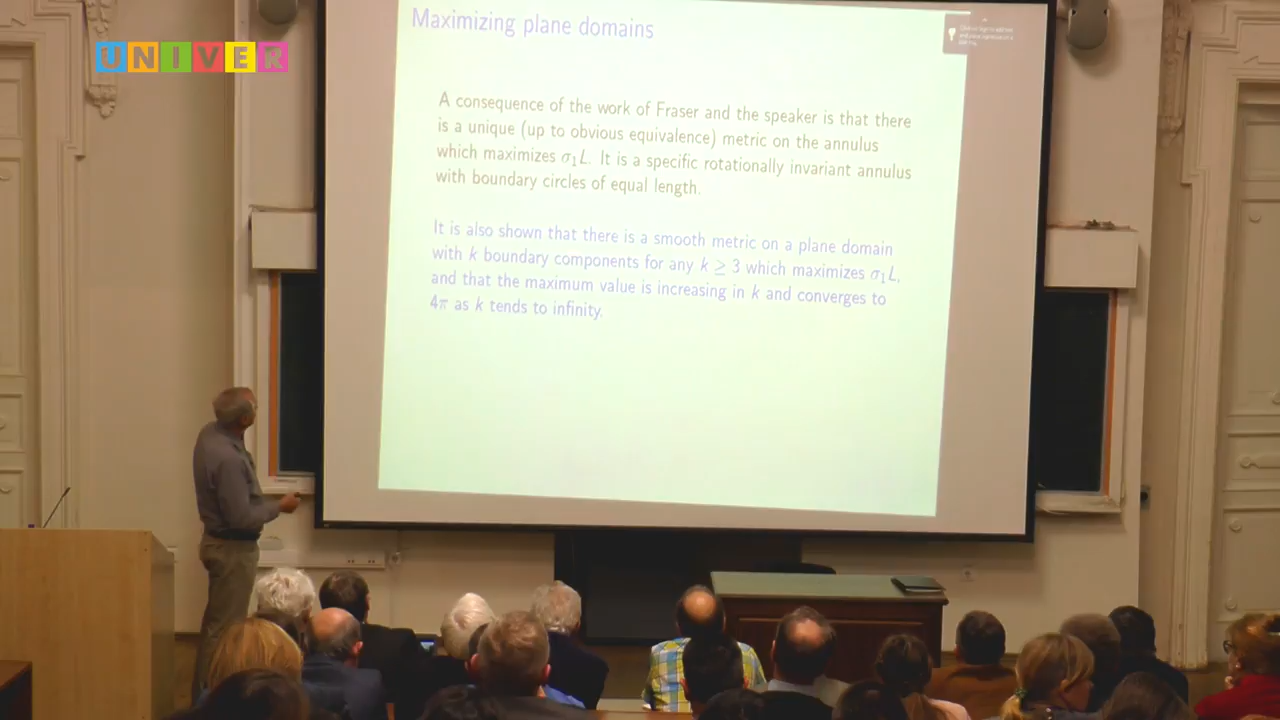 UNIVER
Maximizing plane domains
A consequence of the work of Fraser and the speaker is that there
is a unique (up to obvious equivalence) metric on the annulus
which maximizes σ₁L. It is a specific rotationally invariant annulus
with boundary circles of equal length.
It is also shown that there is a smooth metric on a plane domain
with k boundary components for any k ≥ 3 which maximizes σ₁L,
and that the maximum value is increasing in k and converges to
4π as k tends to infinity.